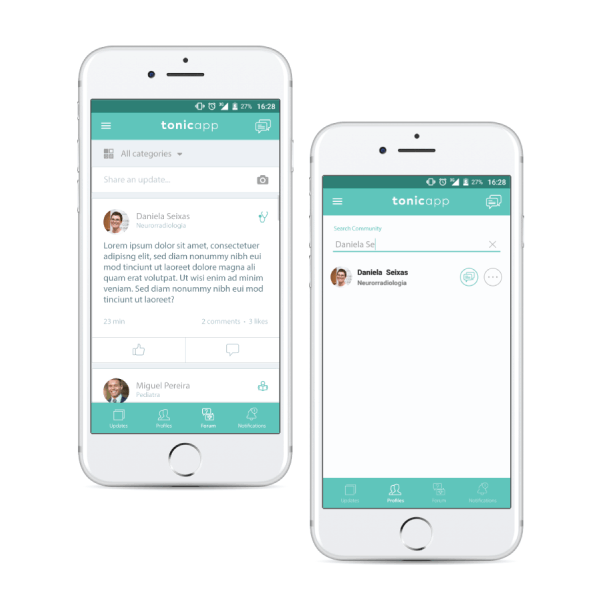 27% 16:28
tonicapp
All categories
Share an update...
Daniela Seixas
Neurorradiologia
Lorem ipsum dolor sit amet, consectetuer
adipisng elit, sed diam nonummy nibh eui
mod tincidunt ut laoreet dolore magna ali
quam erat volutpat. Ut wisi enim ad minim
veniam. Sed diam nonummy nibh eui mod
tincidunt ut laoreet?
23 min 2 comments • 3 likes
Miguel Pereira
Pediatra
Updates Profiles Forum Notifications
27% 16:28
tonicapp
Search Community
Daniela Se
Daniela Seixas
Neurorradiologia
Updates Profiles Forum Notifications